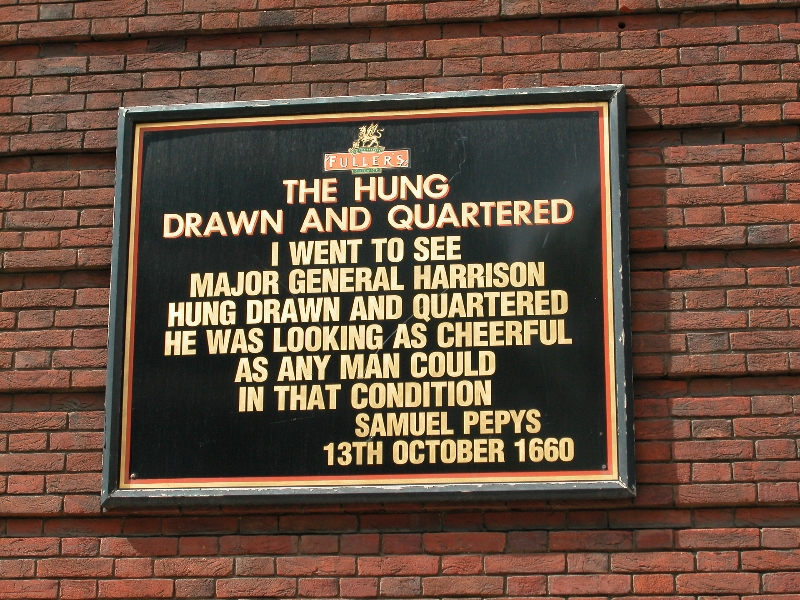 FULLER'S
THE HUNG
DRAWN AND QUARTERED
I WENT TO SEE
MAJOR GENERAL HARRISON
HUNG DRAWN AND QUARTERED
HE WAS LOOKING AS CHEERFUL
AS ANY MAN COULD
IN THAT CONDITION
SAMUEL PEPYS
13TH OCTOBER 1660